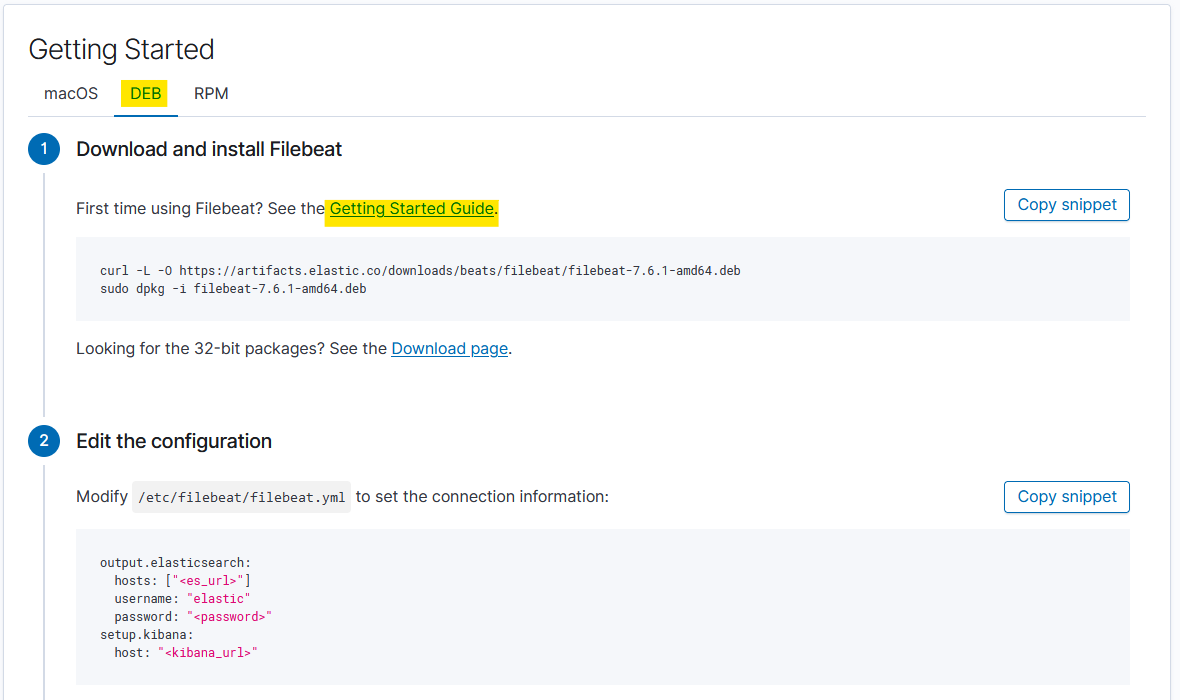 Getting Started
macOS DEB RPM
1 Download and install Filebeat
First time using Filebeat? See the Getting Started Guide.
Copy snippet
curl -L -O https://artifacts.elastic.co/downloads/beats/filebeat/filebeat-7.6.1-amd64.deb
sudo dpkg -i filebeat-7.6.1-amd64.deb
Looking for the 32-bit packages? See the Download page.
2 Edit the configuration
Modify /etc/filebeat/filebeat.yml to set the connection information:
Copy snippet
output.elasticsearch:
  hosts: ["<es_url>"]
  username: "elastic"
  password: "<password>"
setup.kibana:
  host: "<kibana_url>"